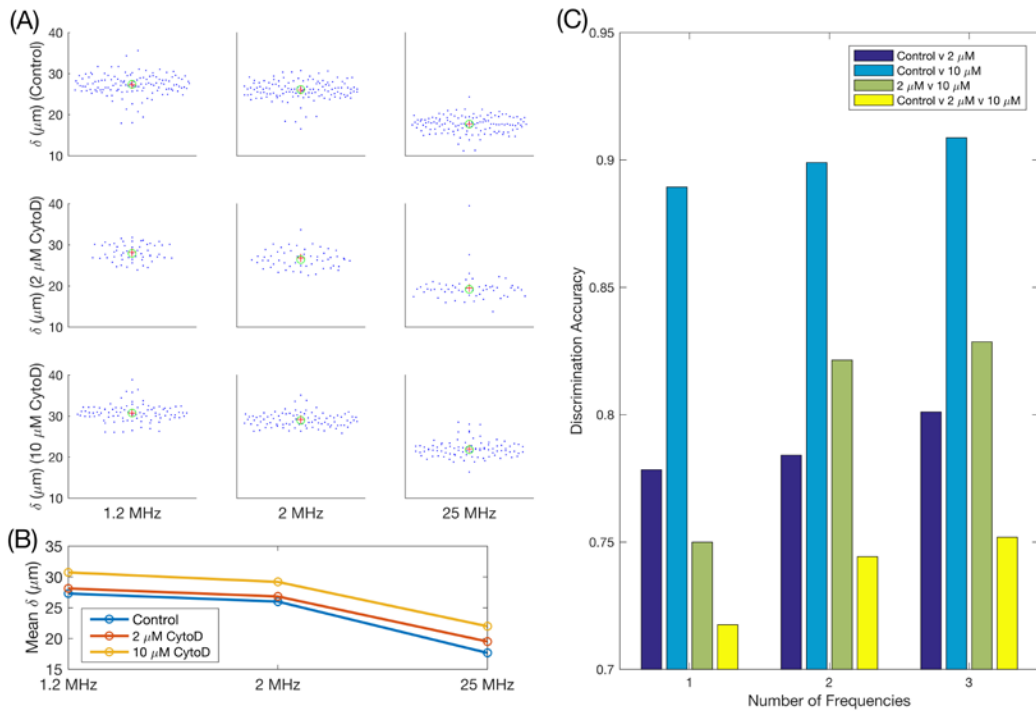 (A)
40
30
20
10
δ (μm) (Control)
40
30
20
10
δ (μm) (2 μM CytoD)
40
30
20
10
δ (μm) (10 μM CytoD)
1.2 MHz 2 MHz 25 MHz
(B)
35
30
25
20
15
Mean δ (μm)
Control
2 μM CytoD
10 μM CytoD
1.2 MHz 2 MHz 25 MHz
(C)
0.95
0.9
0.85
0.8
0.75
0.7
Discrimination Accuracy
Control v 2 μM
Control v 10 μM
2 μM v 10 μM
Control v 2 μM v 10 μM
1 2 3
Number of Frequencies